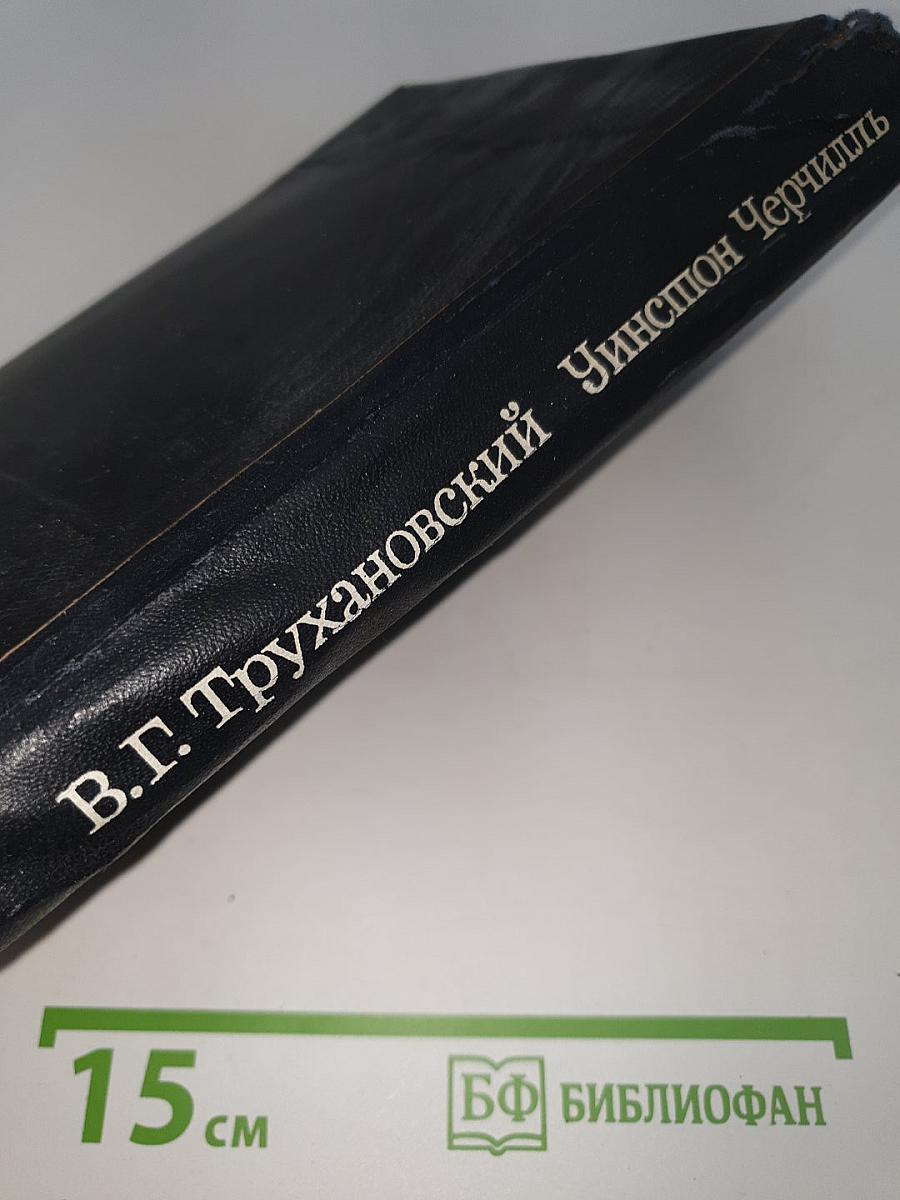 В.Г. Трухановский Уинстон Черчилль
15 см
БФ БИБЛИОФАН